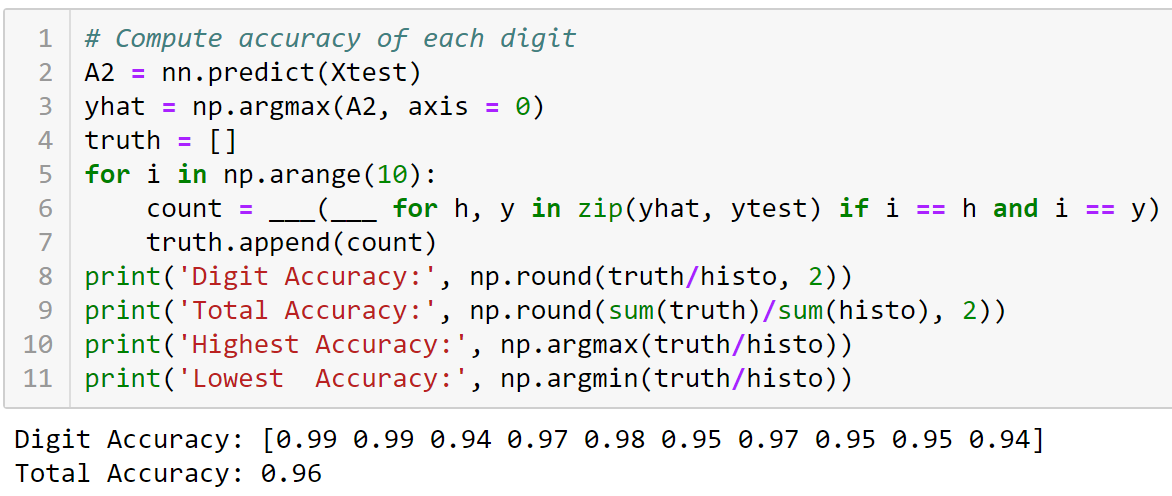 1 # Compute accuracy of each digit
2 A2 = nn.predict(Xtest)
3 yhat = np.argmax(A2, axis = 0)
4 truth = []
5 for i in np.arange(10):
6     count = ___(___ for h, y in zip(yhat, ytest) if i == h and i == y)
7     truth.append(count)
8 print('Digit Accuracy:', np.round(truth/histo, 2))
9 print('Total Accuracy:', np.round(sum(truth)/sum(histo), 2))
10 print('Highest Accuracy:', np.argmax(truth/histo))
11 print('Lowest  Accuracy:', np.argmin(truth/histo))
Digit Accuracy: [0.99 0.99 0.94 0.97 0.98 0.95 0.97 0.95 0.95 0.94]
Total Accuracy: 0.96